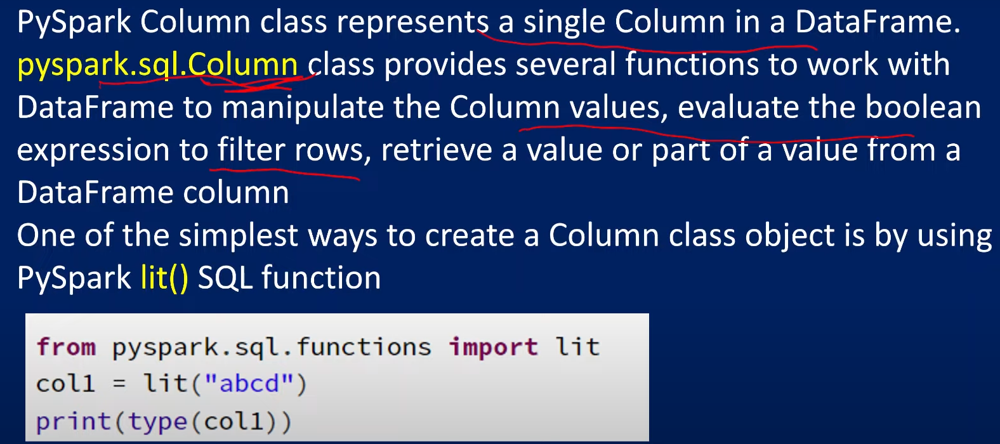 PySpark Column class represents a single Column in a DataFrame.
pyspark.sql.Column class provides several functions to work with
DataFrame to manipulate the Column values, evaluate the boolean
expression to filter rows, retrieve a value or part of a value from a
DataFrame column
One of the simplest ways to create a Column class object is by using
PySpark lit() SQL function
from pyspark.sql.functions import lit
col1 = lit("abcd")
print(type(col1))